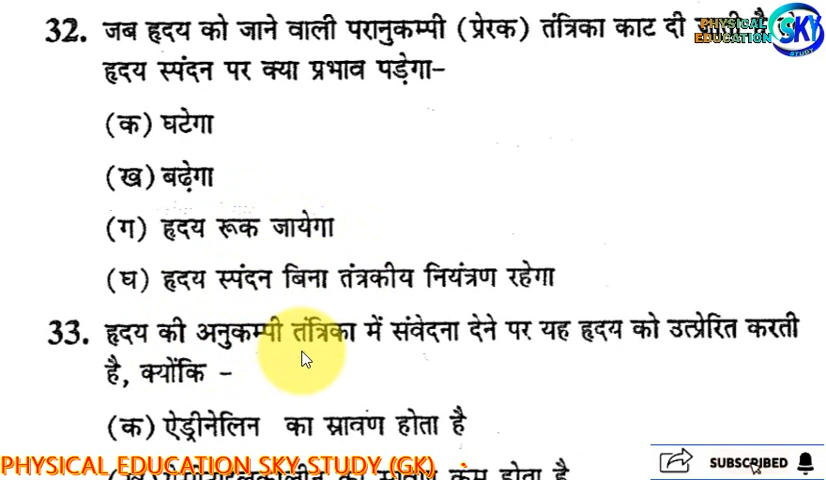 32. जब हृदय को जाने वाली परानुकम्पी (प्रेरक) तंत्रिका काट दी
PHYSICAL EDUCATION
SKY
STUDY
हृदय स्पंदन पर क्या प्रभाव पड़ेगा-
(क) घटेगा
(ख) बढ़ेगा
(ग) हृदय रूक जायेगा
(घ) हृदय स्पंदन बिना तंत्रकीय नियंत्रण रहेगा
33. हृदय की अनुकम्पी तंत्रिका में संवेदना देने पर यह हृदय को उत्प्रेरित करती
है, क्योंकि -
(क) ऐड्रीनेलिन का स्रावण होता है
PHYSICAL EDUCATION SKY STUDY (GK)
SUBSCRIBED